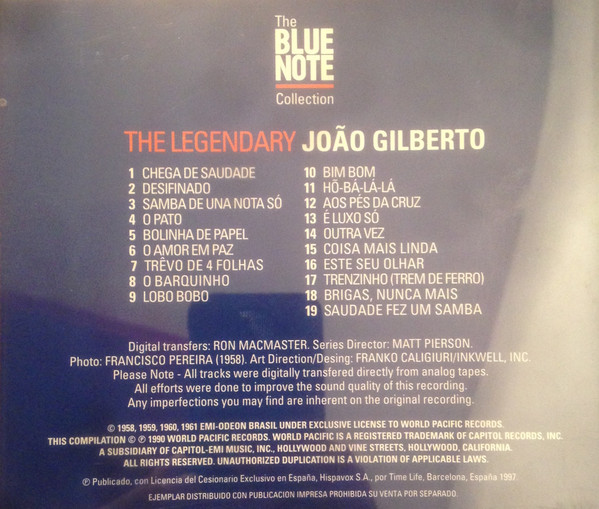 The
BLUE
NOTE
Collection
THE LEGENDARY JOÃO GILBERTO
1 CHEGA DE SAUDADE
2 DESIFINADO
3 SAMBA DE UNA NOTA SÓ
4 O PATO
5 BOLINHA DE PAPEL
6 O AMOR EM PAZ
7 TRÊVO DE 4 FOLHAS
8 O BARQUINHO
9 LOBO BOBO
10 BIM BOM
11 HÕ-BÁ-LÁ-LÁ
12 AOS PÉS DA CRUZ
13 É LUXO SÓ
14 OUTRA VEZ
15 COISA MAIS LINDA
16 ESTE SEU OLHAR
17 TRENZINHO (TREM DE FERRO)
18 BRIGAS, NUNCA MAIS
19 SAUDADE FEZ UM SAMBA
Digital transfers: RON MACMASTER. Series Director: MATT PIERSON.
Photo: FRANCISCO PEREIRA (1958). Art Direction/Desing: FRANKO CALIGIURI/INKWELL, INC.
Please Note - All tracks were digitally transfered directly from analog tapes.
All efforts were done to improve the sound quality of this recording.
Any imperfections you may find are inherent on the original recording.
© 1958, 1959, 1960, 1961 EMI-ODEON BRASIL UNDER EXCLUSIVE LICENSE TO WORLD PACIFIC RECORDS.
THIS COMPILATION © ℗ 1990 WORLD PACIFIC RECORDS. WORLD PACIFIC IS A REGISTERED TRADEMARK OF CAPITOL RECORDS, INC.
A SUBSIDIARY OF CAPITOL-EMI MUSIC, INC., HOLLYWOOD AND VINE STREETS, HOLLYWOOD, CALIFORNIA.
ALL RIGHTS RESERVED. UNAUTHORIZED DUPLICATION IS A VIOLATION OF APPLICABLE LAWS.
℗ Publicado, con Licencia del Cesionario Exclusivo en España, Hispavox S.A., por Time Life, Barcelona, España 1997.
EJEMPLAR DISTRIBUIDO CON PUBLICACION IMPRESA PROHIBIDA SU VENTA POR SEPARADO.